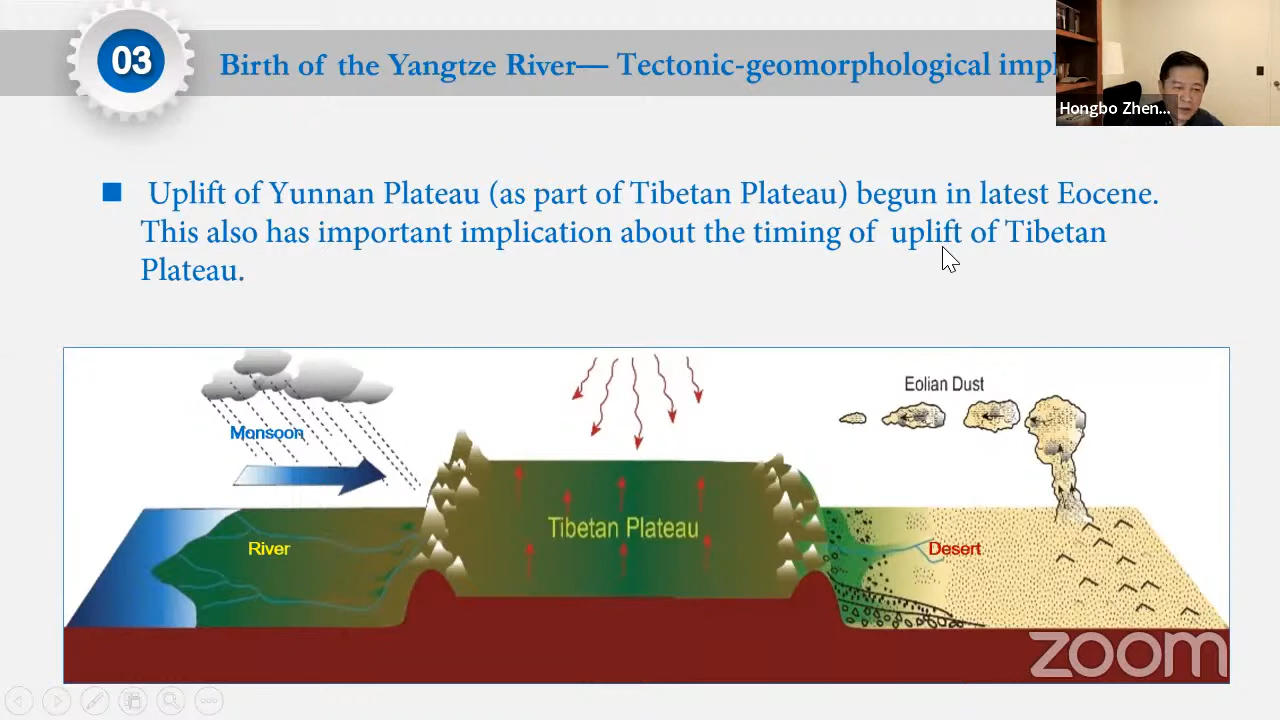 03
Birth of the Yangtze River— Tectonic-geomorphological impl
Hongbo Zhen...
Uplift of Yunnan Plateau (as part of Tibetan Plateau) begun in latest Eocene.
This also has important implication about the timing of uplift of Tibetan
Plateau.
Eolian Dust
Monsoon
Tibetan Plateau
River
Desert
zoom